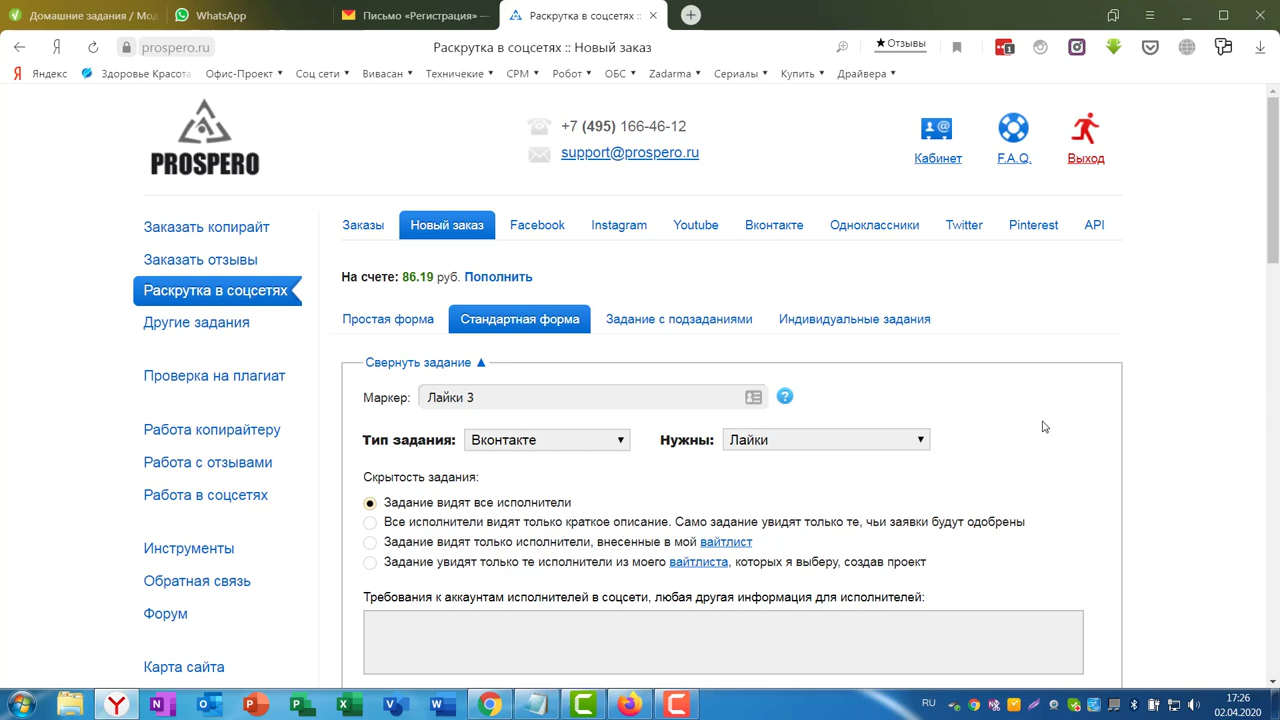 Домашние задания / Мод
WhatsApp
Письмо «Регистрация» —
Раскрутка в соцсетях ::
prospero.ru
Раскрутка в соцсетях :: Новый заказ
★Отзывы
1
Яндекс
Здоровье Красота
Офис-Проект
Соц сети
Вивасан
Технические
СРМ
Робот
ОБС
Zadarma
Сериалы
Купить
Драйвера
PROSPERO
+7 (495) 166-46-12
support@prospero.ru
Кабинет
F.A.Q.
Выход
Заказать копирайт
Заказать отзывы
Раскрутка в соцсетях
Другие задания
Проверка на плагиат
Работа копирайтеру
Работа с отзывами
Работа в соцсетях
Инструменты
Обратная связь
Форум
Карта сайта
Заказы
Новый заказ
Facebook
Instagram
Youtube
Вконтакте
Одноклассники
Twitter
Pinterest
API
На счете: 86.19 руб. Пополнить
Простая форма
Стандартная форма
Задание с подзаданиями
Индивидуальные задания
Свернуть задание ▲
Маркер: Лайки 3
Тип задания: Вконтакте
Нужны: Лайки
Скрытость задания:
Задание видят все исполнители
Все исполнители видят только краткое описание. Само задание увидят только те, чьи заявки будут одобрены
Задание видят только исполнители, внесенные в мой вайтлист
Задание увидят только те исполнители из моего вайтлиста, которых я выберу, создав проект
Требования к аккаунтам исполнителей в соцсети, любая другая информация для исполнителей:
RU
17:26
02.04.2020